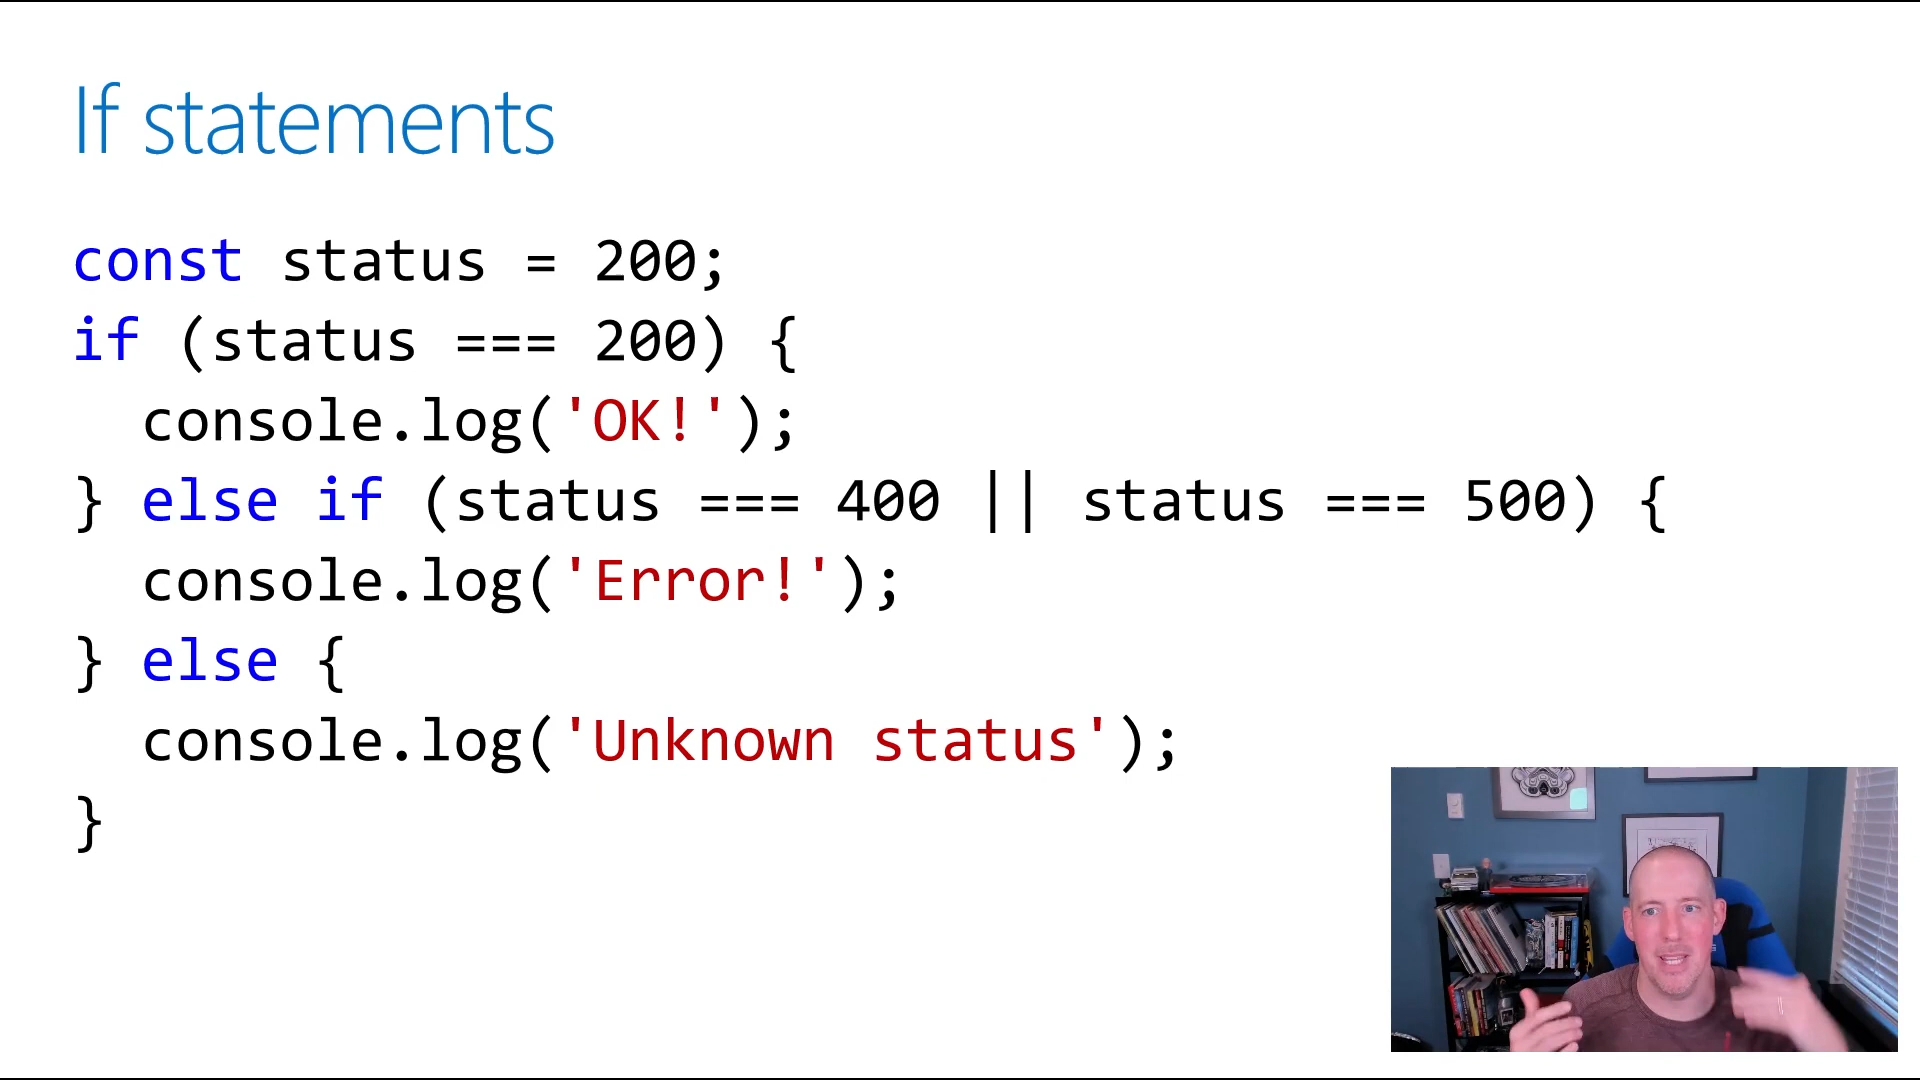 If statements
const status = 200;
if (status === 200) {
  console.log('OK!');
} else if (status === 400 || status === 500) {
  console.log('Error!');
} else {
  console.log('Unknown status');
}